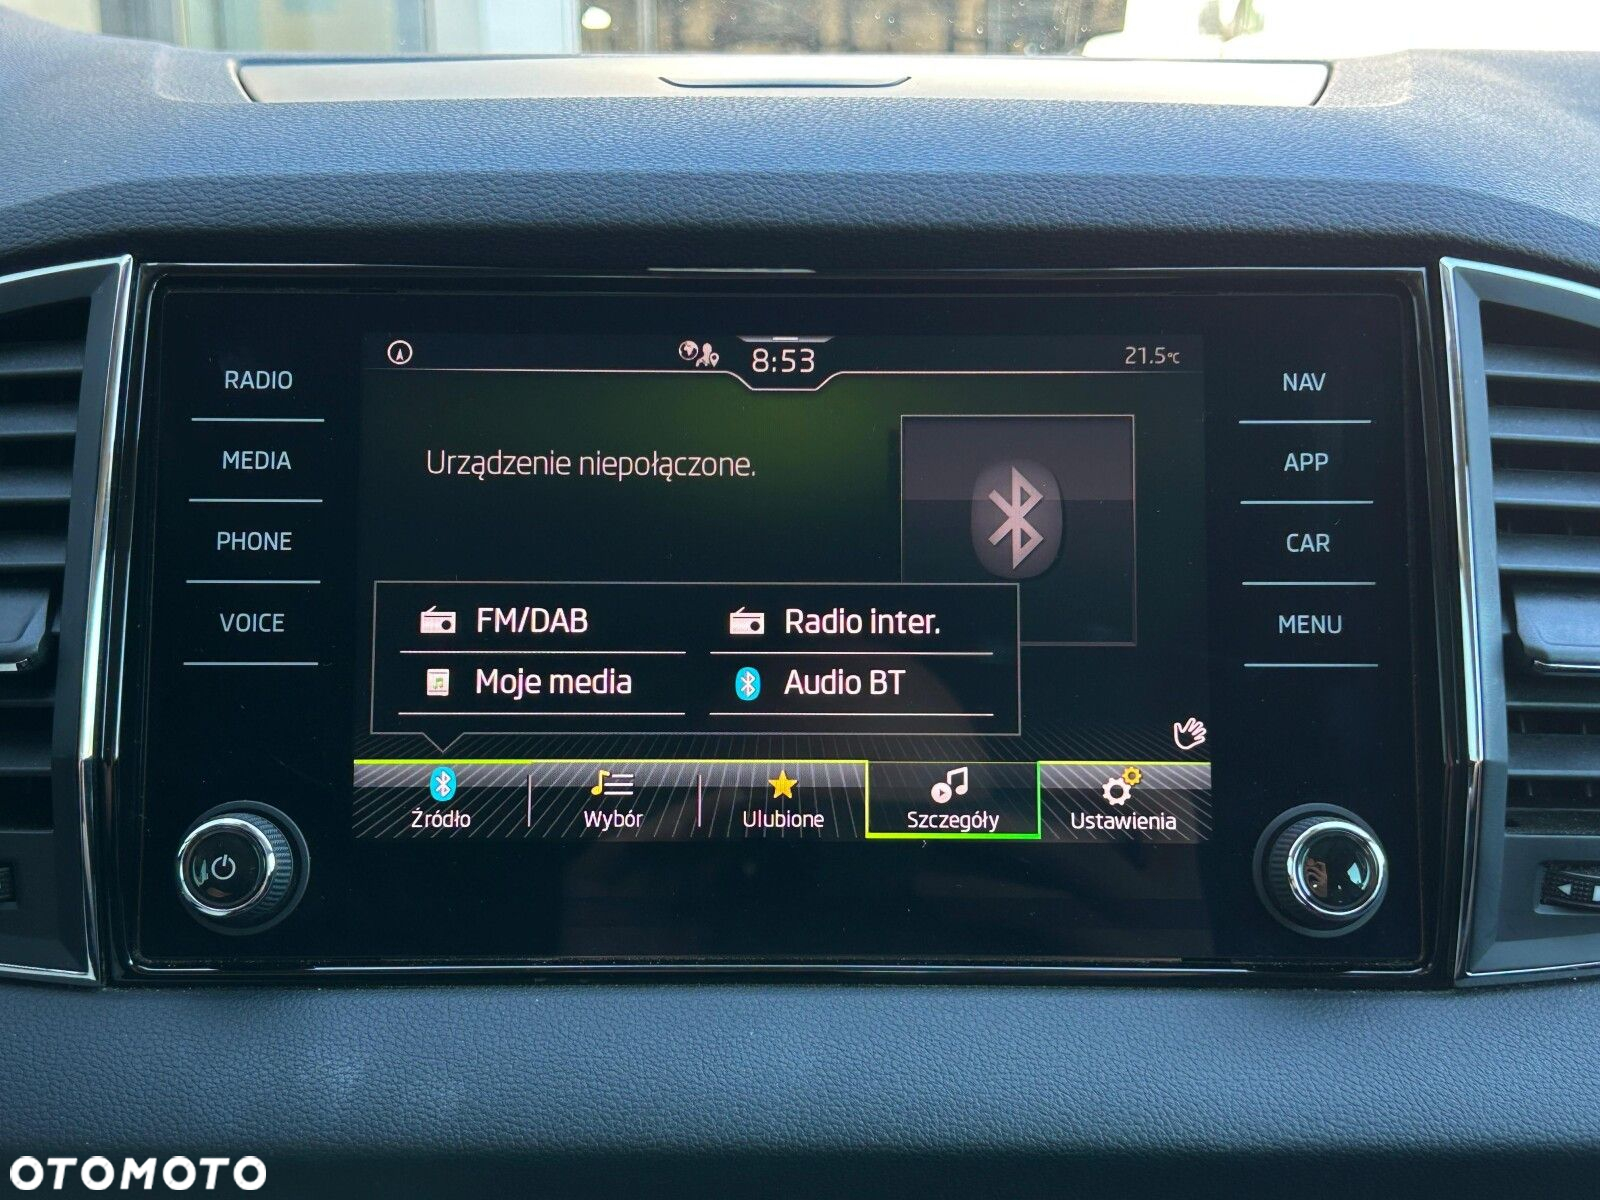 8:53
21.5°C
RADIO
MEDIA
PHONE
VOICE
Urządzenie niepołączone.
FM/DAB
Radio inter.
Moje media
Audio BT
Źródło
Wybór
Ulubione
Szczegóły
Ustawienia
NAV
APP
CAR
MENU
OTOMOTO